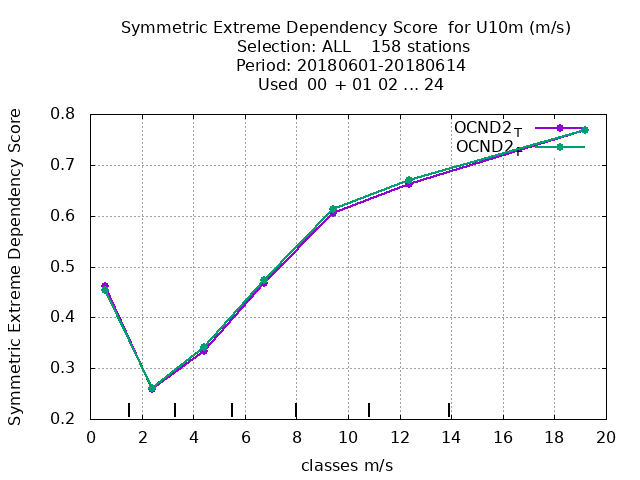 Symmetric Extreme Dependency Score for U10m (m/s)
Selection: ALL 158 stations
Period: 20180601-20180614
Used 00 + 01 02 ... 24
Symmetric Extreme Dependency Score
0.8
0.7
0.6
0.5
0.4
0.3
0.2
OCND2T
OCND2T
0 2 4 6 8 10 12 14 16 18 20
classes m/s